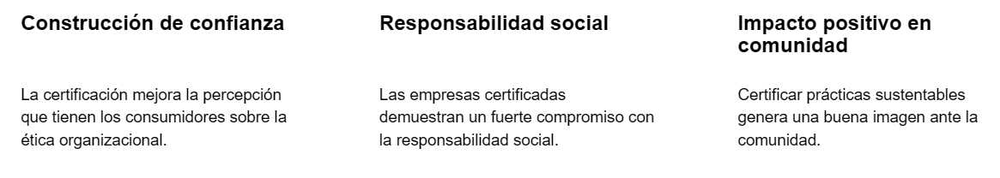 Construcción de confianza
La certificación mejora la percepción
que tienen los consumidores sobre la
ética organizacional.
Responsabilidad social
Las empresas certificadas
demuestran un fuerte compromiso con
la responsabilidad social.
Impacto positivo en
comunidad
Certificar prácticas sustentables
genera una buena imagen ante la
comunidad.